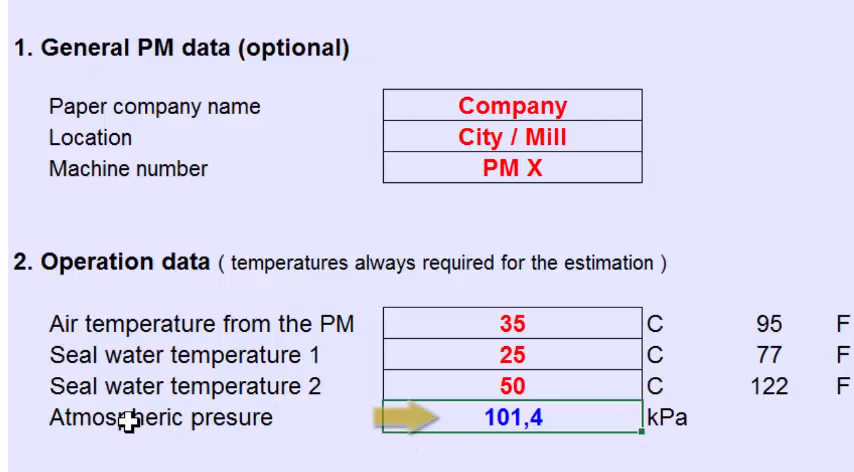 1. General PM data (optional)
Paper company name Company
Location City / Mill
Machine number PM X
2. Operation data ( temperatures always required for the estimation )
Air temperature from the PM 35 C 95 F
Seal water temperature 1 25 C 77 F
Seal water temperature 2 50 C 122 F
Atmospheric presure 101,4 kPa